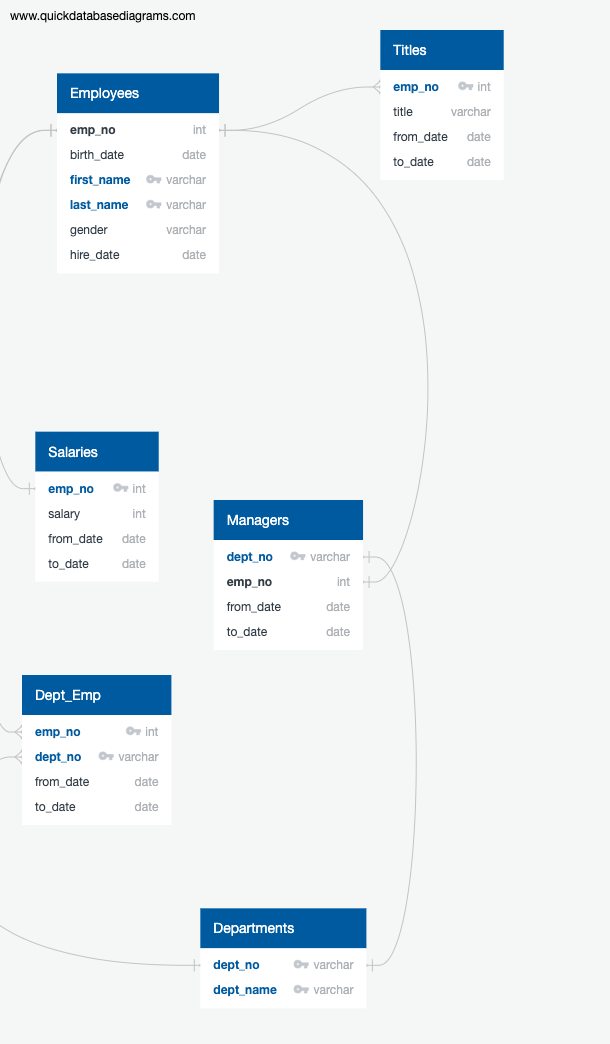 www.quickdatabasediagrams.com
Titles
emp_no int
title varchar
from_date date
to_date date
Employees
emp_no int
birth_date date
first_name varchar
last_name varchar
gender varchar
hire_date date
Salaries
emp_no int
salary int
from_date date
to_date date
Managers
dept_no varchar
emp_no int
from_date date
to_date date
Dept_Emp
emp_no int
dept_no varchar
from_date date
to_date date
Departments
dept_no varchar
dept_name varchar